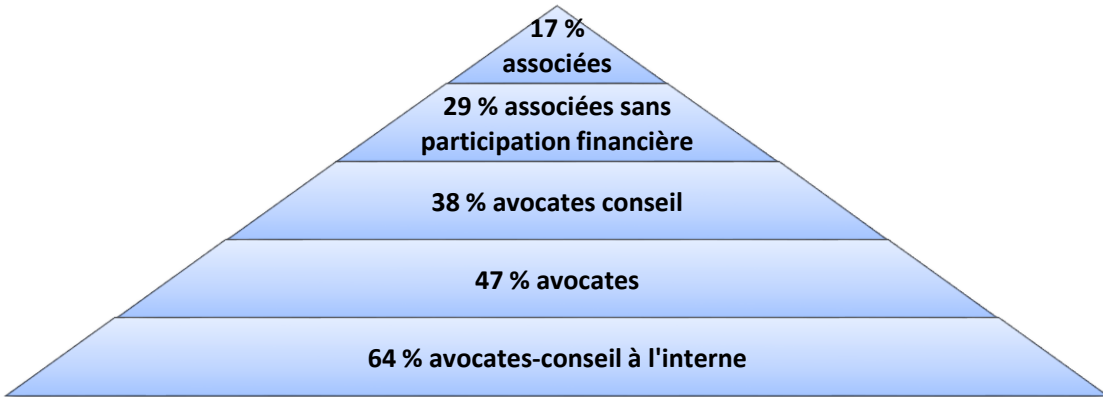 17 %
associées
29 % associées sans
participation financière
38 % avocates conseil
47 % avocates
64 % avocates-conseil à l'interne